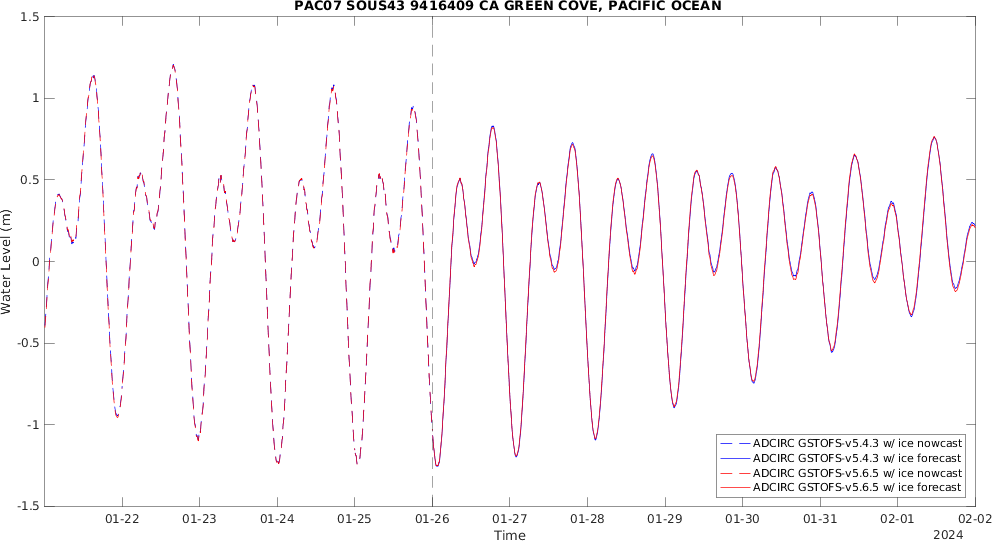 PAC07 SOUS43 9416409 CA GREEN COVE, PACIFIC OCEAN
1.5
1
0.5
0
-0.5
-1
-1.5
Water Level (m)
01-22 01-23 01-24 01-25 01-26 01-27 01-28 01-29 01-30 01-31 02-01 02-02
Time
2024
ADCIRC GSTOFS-v5.4.3 w/ ice nowcast
ADCIRC GSTOFS-v5.4.3 w/ ice forecast
ADCIRC GSTOFS-v5.6.5 w/ ice nowcast
ADCIRC GSTOFS-v5.6.5 w/ ice forecast